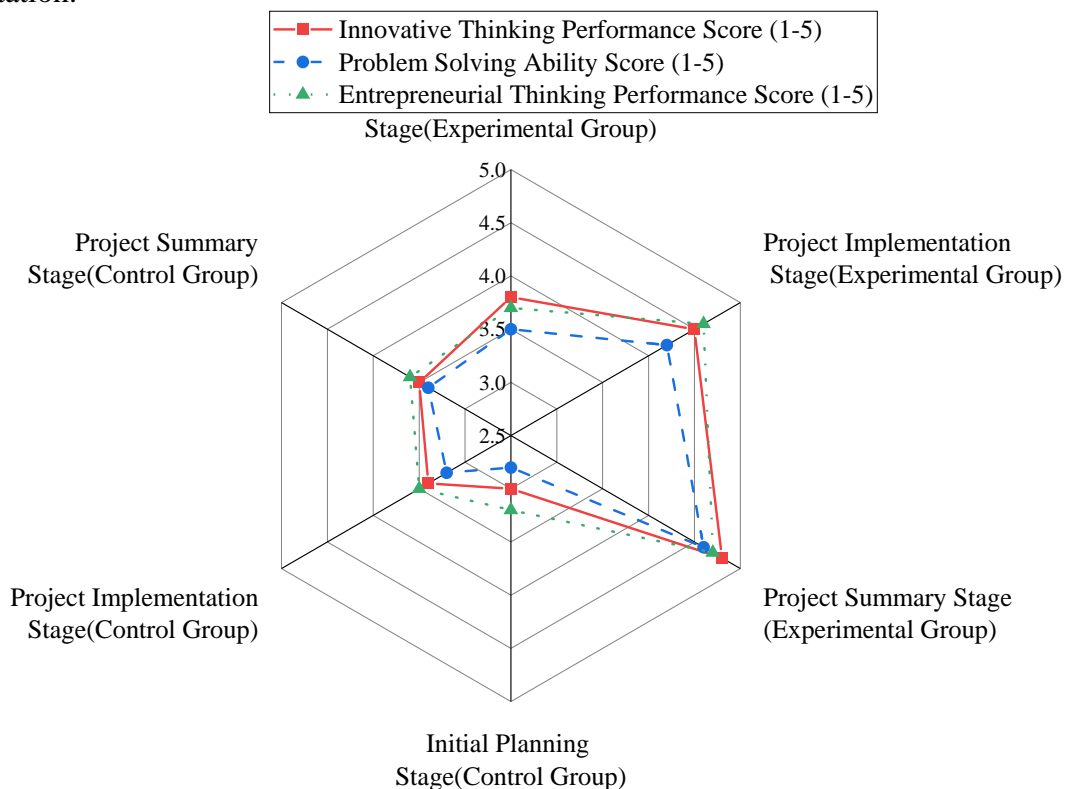 Innovative Thinking Performance Score (1-5)
Problem Solving Ability Score (1-5)
Entrepreneurial Thinking Performance Score (1-5)
Stage(Experimental Group)
5.0
4.5
4.0
3.5
3.0
2.5
Project Summary
Stage(Control Group)
Project Implementation
Stage(Experimental Group)
Project Implementation
Stage(Control Group)
Project Summary Stage
(Experimental Group)
Initial Planning
Stage(Control Group)